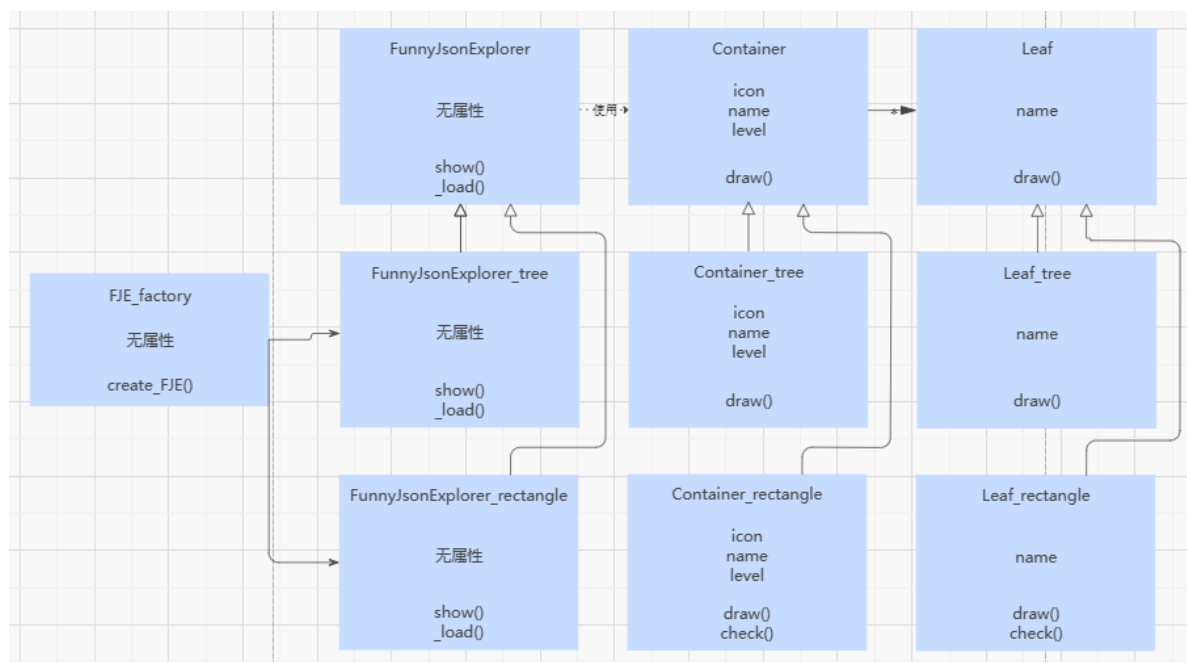 FunnyJsonExplorer
无属性
show()
_load()
使用
Container
icon
name
level
draw()
*
Leaf
name
draw()
FJE_factory
无属性
create_FJE()
FunnyJsonExplorer_tree
无属性
show()
_load()
Container_tree
icon
name
level
draw()
Leaf_tree
name
draw()
FunnyJsonExplorer_rectangle
无属性
show()
_load()
Container_rectangle
icon
name
level
draw()
check()
Leaf_rectangle
name
draw()
check()